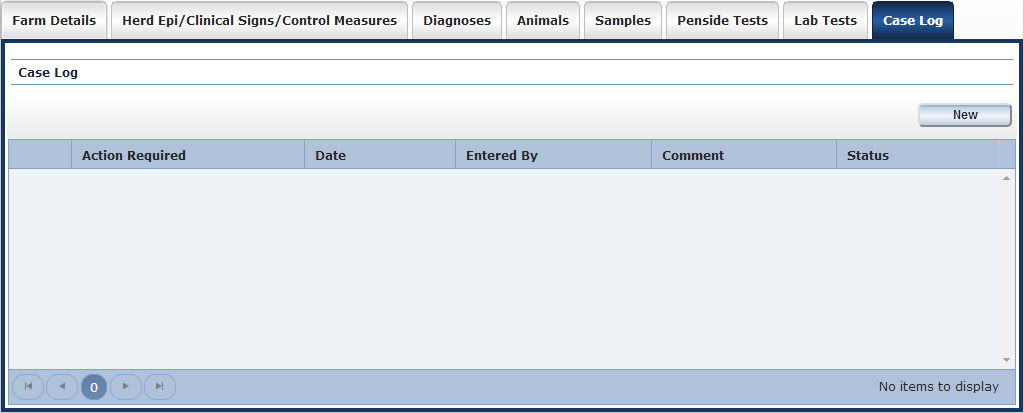 Farm Details Herd Epi/Clinical Signs/Control Measures Diagnoses Animals Samples Penside Tests Lab Tests Case Log
Case Log
New
Action Required Date Entered By Comment Status
0 No items to display